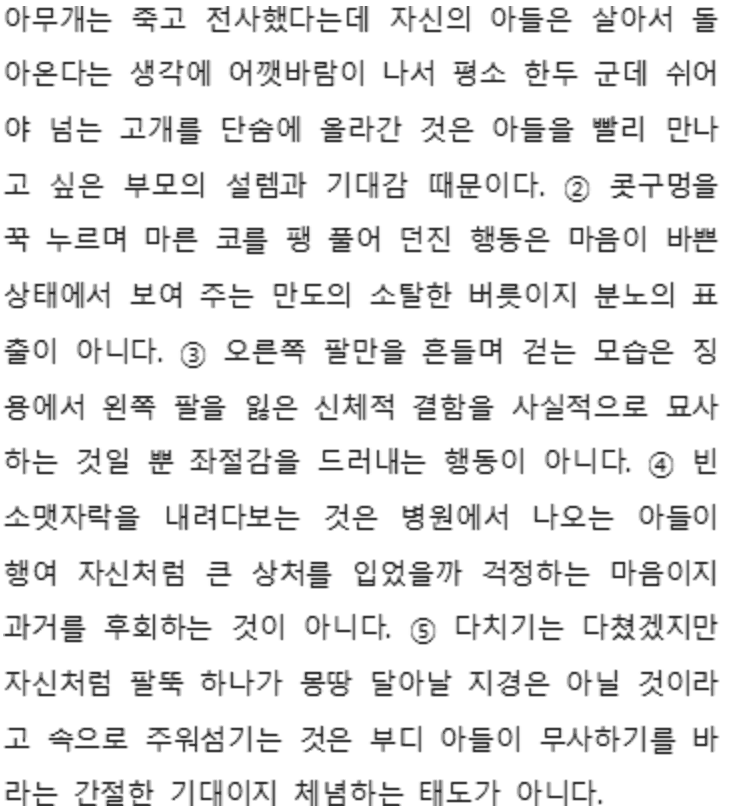 아무개는 죽고 전사했다는데 자신의 아들은 살아서 돌
아온다는 생각에 어깻바람이 나서 평소 한두 군데 쉬어
야 넘는 고개를 단숨에 올라간 것은 아들을 빨리 만나
고 싶은 부모의 설렘과 기대감 때문이다. ② 콧구멍을
꾹 누르며 마른 코를 팽 풀어 던진 행동은 마음이 바쁜
상태에서 보여 주는 만도의 소탈한 버릇이지 분노의 표
출이 아니다. ③ 오른쪽 팔만을 흔들며 걷는 모습은 징
용에서 왼쪽 팔을 잃은 신체적 결함을 사실적으로 묘사
하는 것일 뿐 좌절감을 드러내는 행동이 아니다. ④ 빈
소맷자락을 내려다보는 것은 병원에서 나오는 아들이
행여 자신처럼 큰 상처를 입었을까 걱정하는 마음이지
과거를 후회하는 것이 아니다. ⑤ 다치기는 다쳤겠지만
자신처럼 팔뚝 하나가 몽땅 달아날 지경은 아닐 것이라
고 속으로 주워섬기는 것은 부디 아들이 무사하기를 바
라는 간절한 기대이지 체념하는 태도가 아니다.